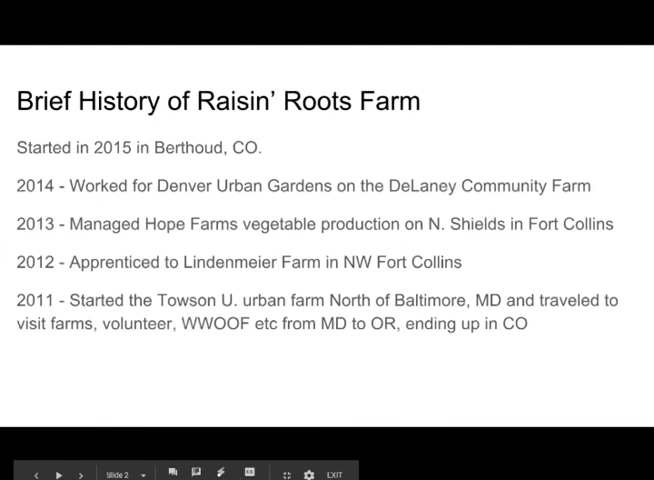 Brief History of Raisin' Roots Farm
Started in 2015 in Berthoud, CO.
2014 - Worked for Denver Urban Gardens on the DeLaney Community Farm
2013 - Managed Hope Farms vegetable production on N. Shields in Fort Collins
2012 - Apprenticed to Lindenmeier Farm in NW Fort Collins
2011 - Started the Towson U. urban farm North of Baltimore, MD and traveled to
visit farms, volunteer, WWOOF etc from MD to OR, ending up in CO
Slide 2
EXIT